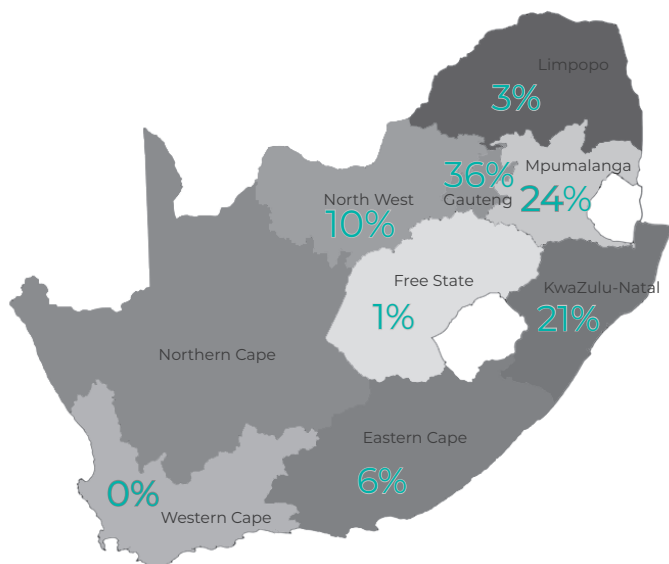 Limpopo
3%
Mpumalanga
24%
36%
Gauteng
North West
10%
Free State
1%
KwaZulu-Natal
21%
Northern Cape
Eastern Cape
6%
0%
Western Cape